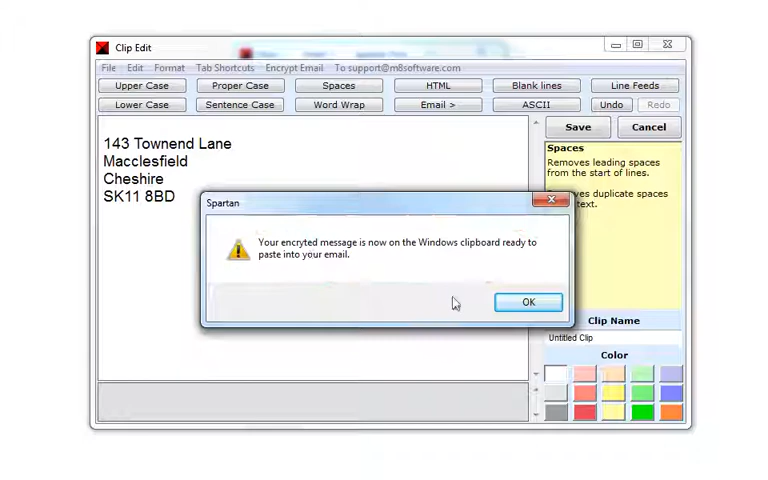 Clip Edit
File Edit Format Tab Shortcuts Encrypt Email To support@m8software.com
Upper Case Proper Case Spaces HTML Blank lines Line Feeds
Lower Case Sentence Case Word Wrap Email > ASCII Undo Redo
Save Cancel
143 Townend Lane
Macclesfield
Cheshire
SK11 8BD
Spaces
Removes leading spaces
from the start of lines.
duplicate spaces
text.
Spartan
Your encryted message is now on the Windows clipboard ready to
paste into your email.
OK
Clip Name
Untitled Clip
Color